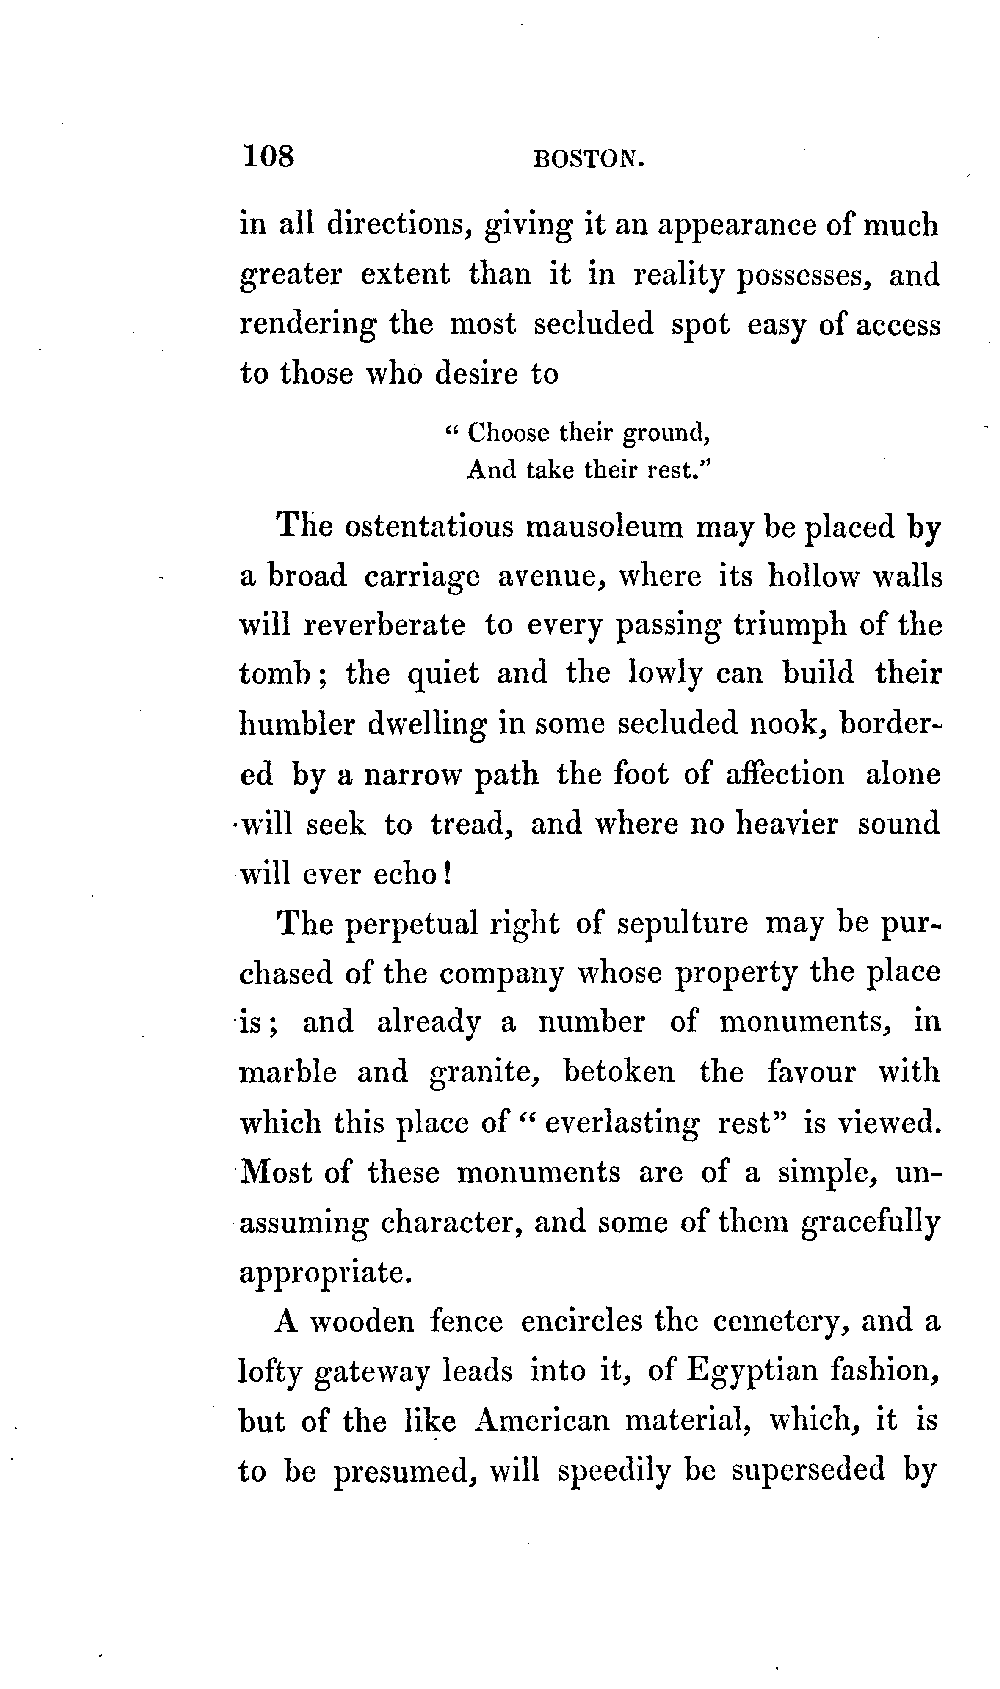 108 BOSTON.
in all directions, giving it an appearance of much
greater extent than it in reality possesses, and
rendering the most secluded spot easy of access
to those who desire to
“ Choose their ground,
And take their rest.”
The ostentatious mausoleum may be placed by
a broad carriage avenue, where its hollow walls
will reverberate to every passing triumph of the
tomb ; the quiet and the lowly can build their
humbler dwelling in some secluded nook, border-
ed by a narrow path the foot of affection alone
will seek to tread, and where no heavier sound
will ever echo !
The perpetual right of sepulture may be pur-
chased of the company whose property the place
is ; and already a number of monuments, in
marble and granite, betoken the favour with
which this place of “ everlasting rest” is viewed.
Most of these monuments are of a simple, un-
assuming character, and some of them gracefully
appropriate.
A wooden fence encircles the cemetery, and a
lofty gateway leads into it, of Egyptian fashion,
but of the like American material, which, it is
to be presumed, will speedily be superseded by